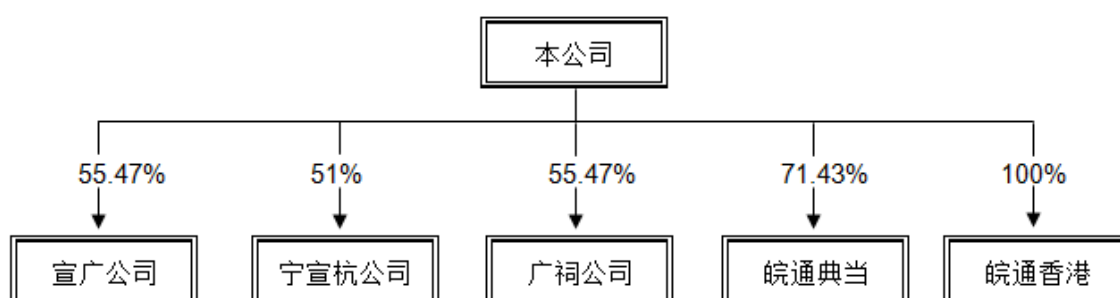 本公司
55.47%
51%
55.47%
71.43%
100%
宣广公司
宁宣杭公司
广祠公司
皖通典当
皖通香港